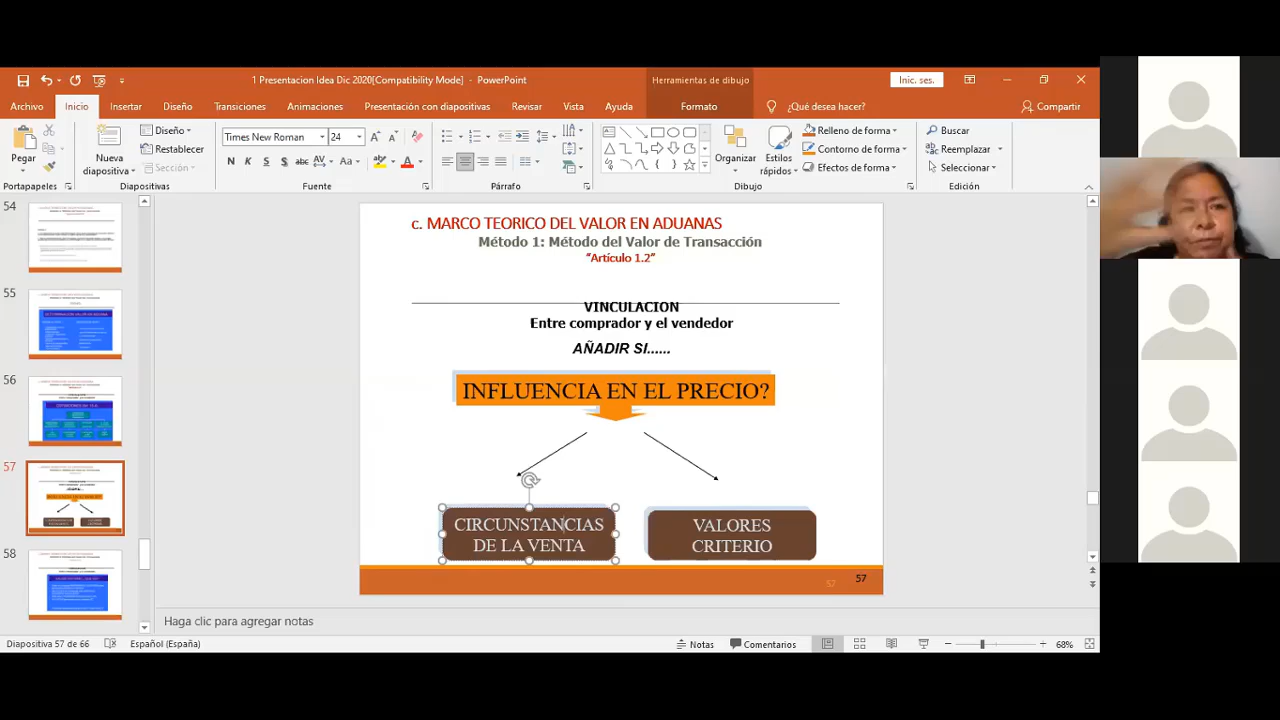 1 Presentacion Idea Dic 2020[Compatibility Mode] - PowerPoint
Herramientas de dibujo
Inic. ses.
Archivo
Inicio
Insertar
Diseño
Transiciones
Animaciones
Presentación con diapositivas
Revisar
Vista
Ayuda
Formato
¿Qué desea hacer?
Compartir
Pegar
Nueva
diapositiva
Diseño
Restablecer
Sección
Times New Roman
24
Organizar
Estilos
rápidos
Relleno de forma
Contorno de forma
Efectos de forma
Buscar
Reemplazar
Seleccionar
Portapapeles
Diapositivas
Fuente
Párrafo
Dibujo
Edición
54
55
56
57
58
c. MARCO TEORICO DEL VALOR EN ADUANAS
Método 1: Método del Valor de Transacción
"Artículo 1.2"
VINCULACION
Entre comprador y el vendedor
AÑADIR SI......
INFLUENCIA EN EL PRECIO?
CIRCUNSTANCIAS
DE LA VENTA
VALORES
CRITERIO
57
57
Haga clic para agregar notas
Diapositiva 57 de 66
Español (España)
Notas
Comentarios
68%